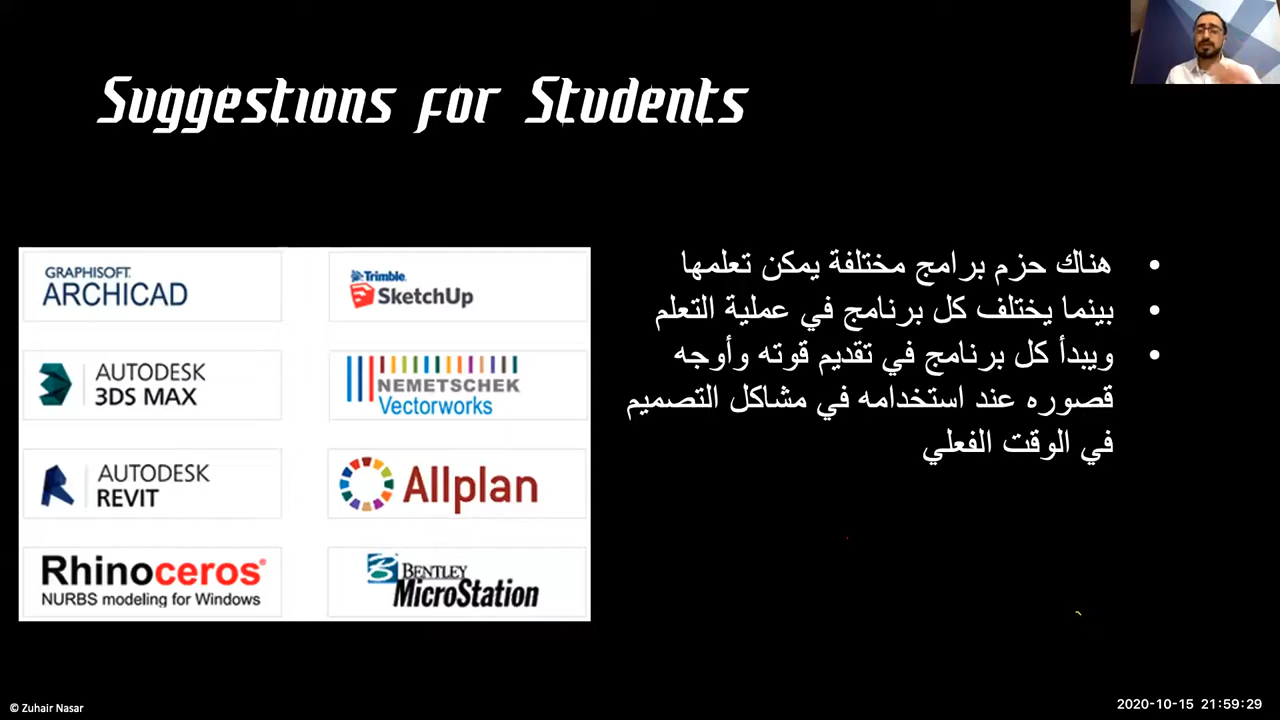 Suggestions for Students
GRAPHISOFT.
ARCHICAD
Trimble.
SketchUp
AUTODESK
3DS MAX
NEMETSCHEK
Vectorworks
AUTODESK
REVIT
Allplan
Rhinoceros®
NURBS modeling for Windows
BENTLEY
MicroStation
• هناك حزم برامج مختلفة يمكن تعلمها
• بينما يختلف كل برنامج في عملية التعلم
• ويبدأ كل برنامج في تقديم قوته وأوجه
قصوره عند استخدامه في مشاكل التصميم
في الوقت الفعلي
© Zuhair Nasar
2020-10-15 21:59:29